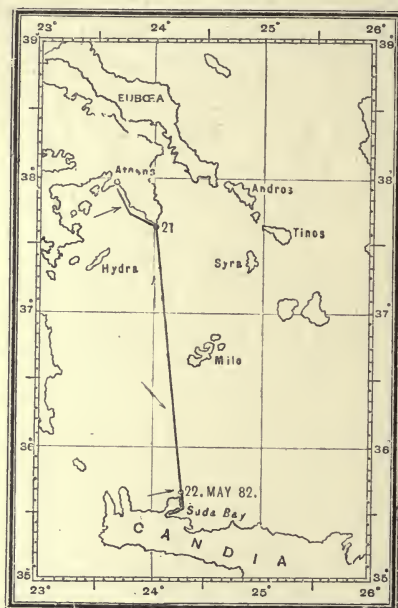 23° 24° 25° 26°
39 39
EUBŒA
Athens
38 38
Andros
21
Tinos
Hydra
Syra
37 37
Milo
36 36
22. MAY 82.
Suda Bay
CANDIA
35 35
23° 24° 25° 26°